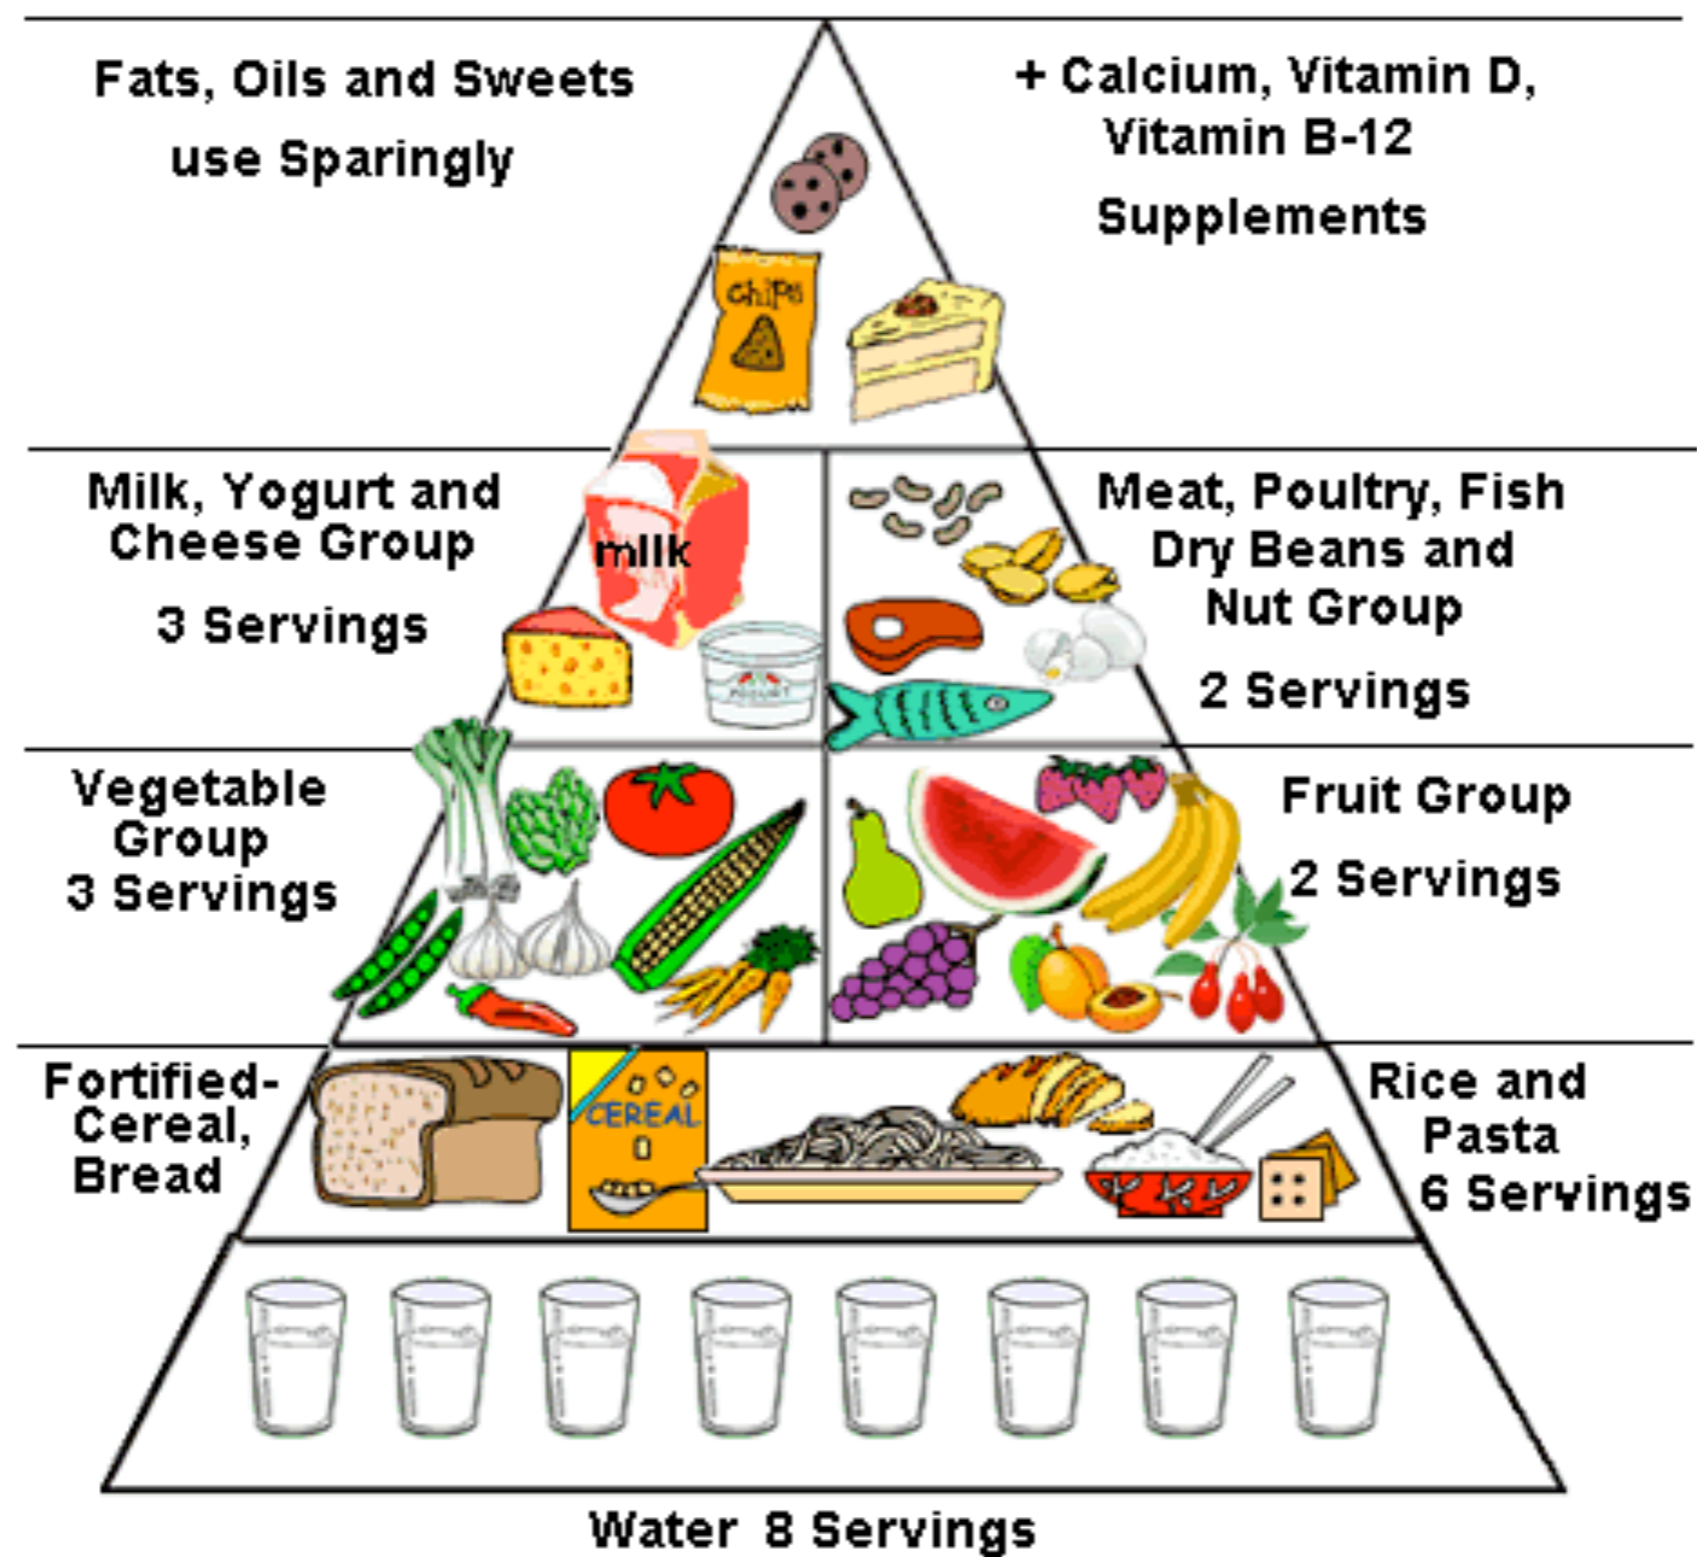 Fats, Oils and Sweets
use Sparingly
+ Calcium, Vitamin D,
Vitamin B-12
Supplements
chips
Milk, Yogurt and
Cheese Group
3 Servings
milk
YOGURT
Meat, Poultry, Fish
Dry Beans and
Nut Group
2 Servings
Vegetable
Group
3 Servings
Fruit Group
2 Servings
Fortified-
Cereal,
Bread
CEREAL
Rice and
Pasta
6 Servings
Water 8 Servings